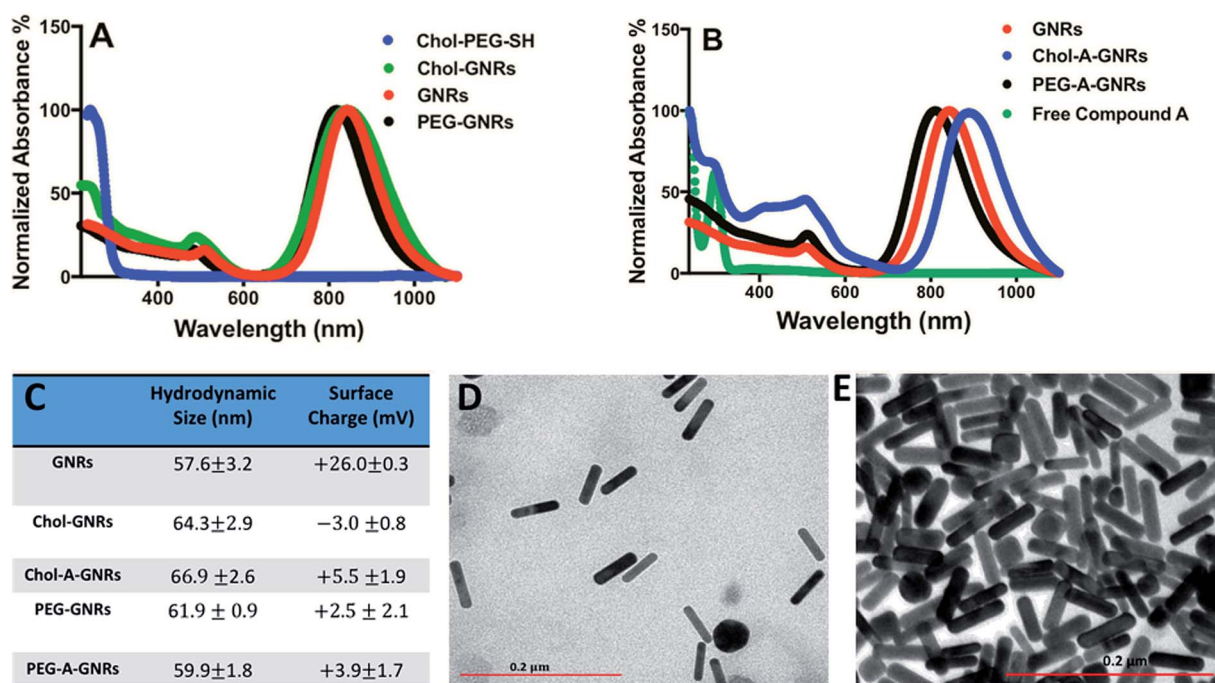 A
Chol-PEG-SH
Chol-GNRs
GNRs
PEG-GNRs
Normalized Absorbance %
150
100
50
0
400 600 800 1000
Wavelength (nm)
B
GNRs
Chol-A-GNRs
PEG-A-GNRs
Free Compound A
Normalized Absorbance %
150
100
50
0
400 600 800 1000
Wavelength (nm)
C
Hydrodynamic Size (nm) Surface Charge (mV)
GNRs 57.6±3.2 +26.0±0.3
Chol-GNRs 64.3±2.9 −3.0 ±0.8
Chol-A-GNRs 66.9 ±2.6 +5.5 ±1.9
PEG-GNRs 61.9 ± 0.9 +2.5 ± 2.1
PEG-A-GNRs 59.9±1.8 +3.9±1.7
D
0.2 µm
E
0.2 µm